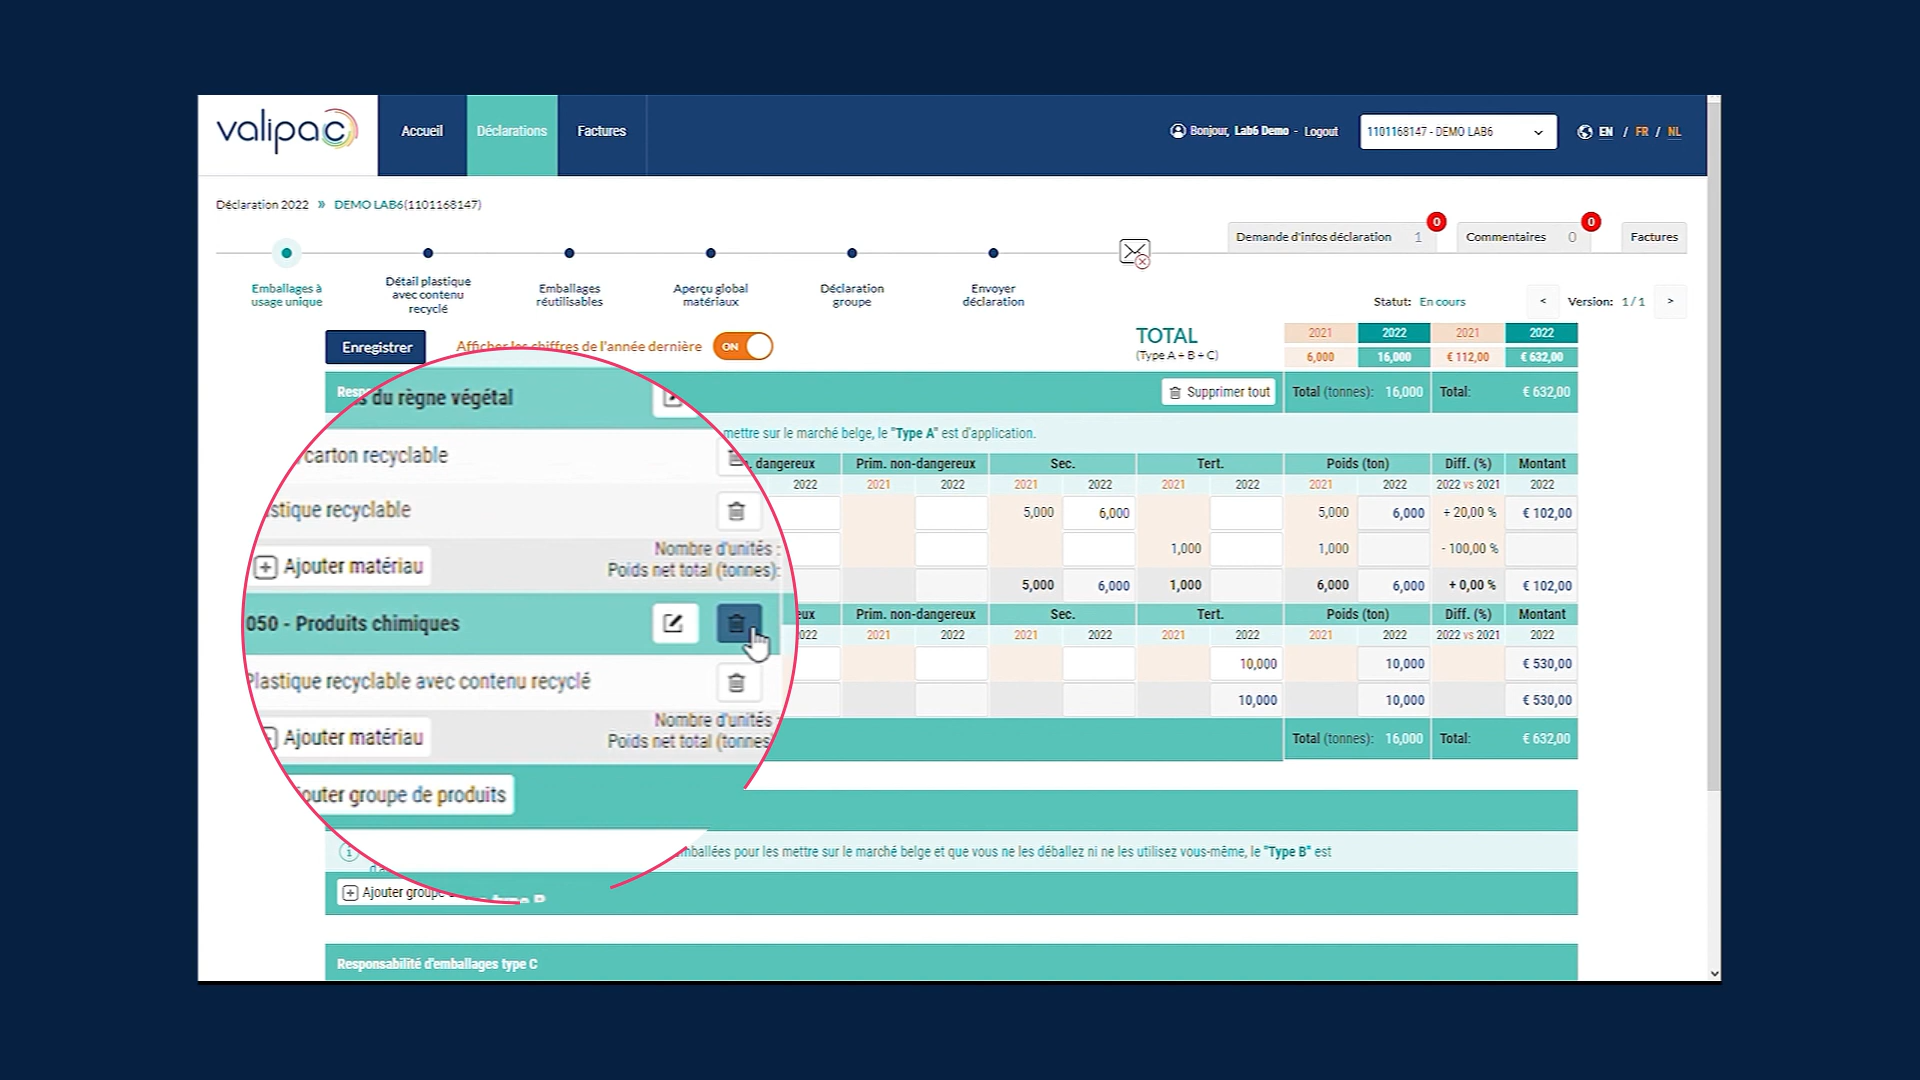 valipac
Accueil
Déclarations
Factures
Bonjour, Lab6 Demo - Logout
1101168147 - DEMO LAB6
EN / FR / NL
Déclaration 2022 » DEMO LAB6(1101168147)
Demande d'infos déclaration 1
0
Commentaires 0
0
Factures
Emballages à
usage unique
Détail plastique
avec contenu
recyclé
Emballages
réutilisables
Aperçu global
matériaux
Déclaration
groupe
Envoyer
déclaration
Statut: En cours
< Version: 1/1 >
Enregistrer
Afficher les chiffres de l'année dernière
ON
TOTAL
(Type A + B + C)
2021 2022 2021 2022
6,000 16,000 € 112,00 € 632,00
Supprimer tout
Total (tonnes): 16,000 Total: € 632,00
du règne végétal
mettre sur le marché belge, le "Type A" est d'application.
carton recyclable
dangereux Prim. non-dangereux Sec. Tert. Poids (ton) Diff. (%) Montant
2022 2021 2022 2021 2022 2021 2022 2021 2022 2022 vs 2021 2022
recyclable
5,000 6,000 5,000 6,000 + 20,00 % € 102,00
1,000 1,000 - 100,00 %
Ajouter matériau
Nombre d'unités :
Poids net total (tonnes):
5,000 6,000 1,000 6,000 6,000 + 0,00 % € 102,00
050 - Produits chimiques
Prim. non-dangereux Sec. Tert. Poids (ton) Diff. (%) Montant
2021 2022 2021 2022 2021 2022 2021 2022 2022 vs 2021 2022
Plastique recyclable avec contenu recyclé
10,000 10,000 € 530,00
Ajouter matériau
Nombre d'unités :
Poids net total (tonnes)
10,000 10,000 € 530,00
Total (tonnes): 16,000 Total: € 632,00
groupe de produits
pour les mettre sur le marché belge et que vous ne les déballez ni ne les utilisez vous-même, le "Type B" est
Ajouter
Responsabilité d'emballages type C